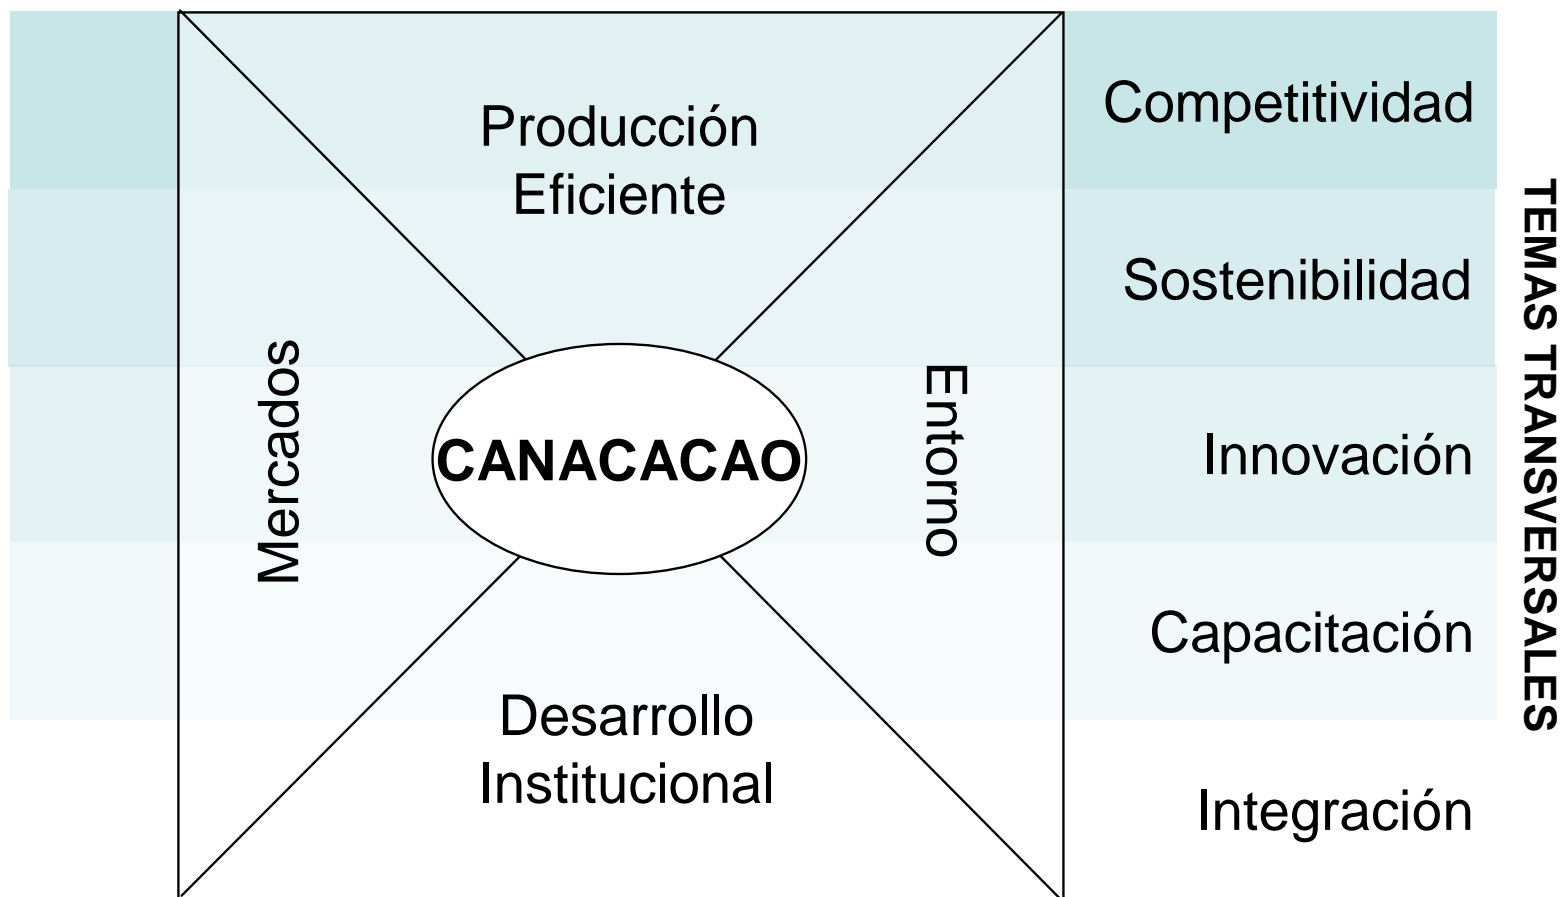 Producción
Eficiente
Mercados
CANACACAO
Entorno
Desarrollo
Institucional
Competitividad
Sostenibilidad
Innovación
Capacitación
Integración
TEMAS TRANSVERSALES